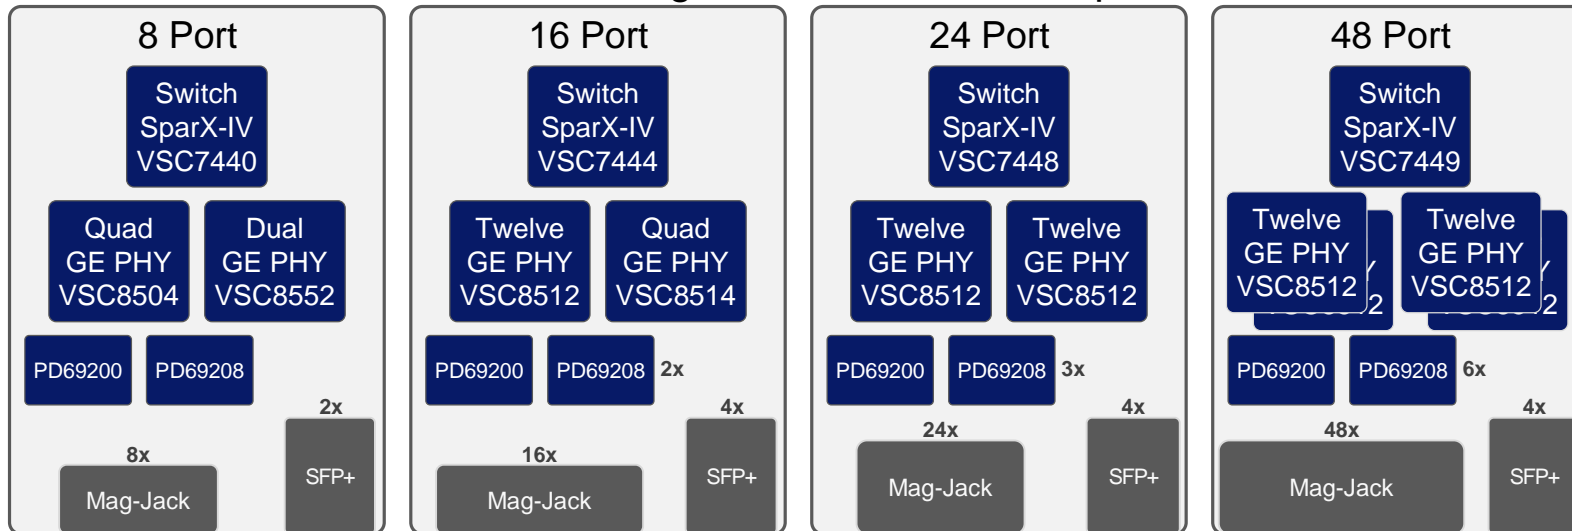 8 Port
Switch
SparX-IV
VSC7440
Quad
GE PHY
VSC8504
Dual
GE PHY
VSC8552
PD69200
PD69208
2x
8x
SFP+
Mag-Jack
16 Port
Switch
SparX-IV
VSC7444
Twelve
GE PHY
VSC8512
Quad
GE PHY
VSC8514
PD69200
PD69208
2x
4x
16x
SFP+
Mag-Jack
24 Port
Switch
SparX-IV
VSC7448
Twelve
GE PHY
VSC8512
Twelve
GE PHY
VSC8512
PD69200
PD69208
3x
4x
24x
SFP+
Mag-Jack
48 Port
Switch
SparX-IV
VSC7449
Twelve
GE PHY
VSC8512
Twelve
GE PHY
VSC8512
PD69200
PD69208
6x
4x
48x
SFP+
Mag-Jack